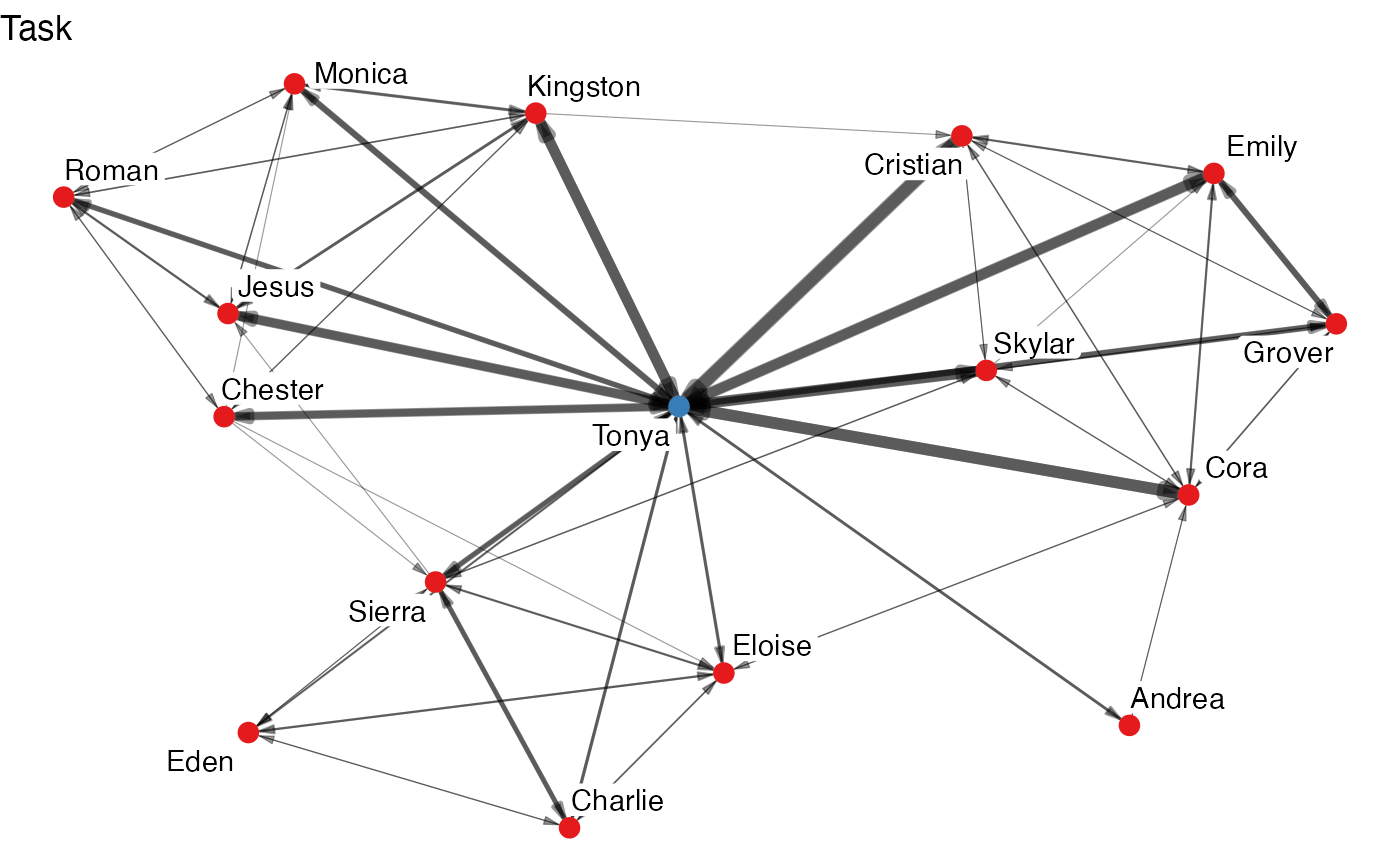 Task
Monica
Kingston
Emily
Cristian
Roman
Jesus
Skylar
Grover
Chester
Tonya
Cora
Sierra
Eloise
Andrea
Eden
Charlie